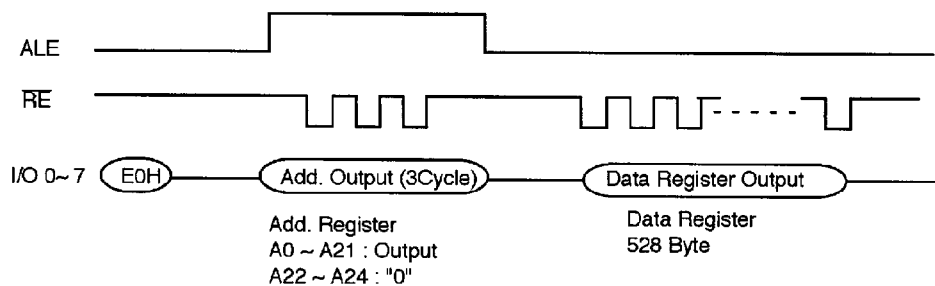 ALE
RE
I/O 0~7 E0H Add. Output (3Cycle) Data Register Output
Add. Register
A0 ~ A21 : Output
A22 ~ A24 : "0"
Data Register
528 Byte